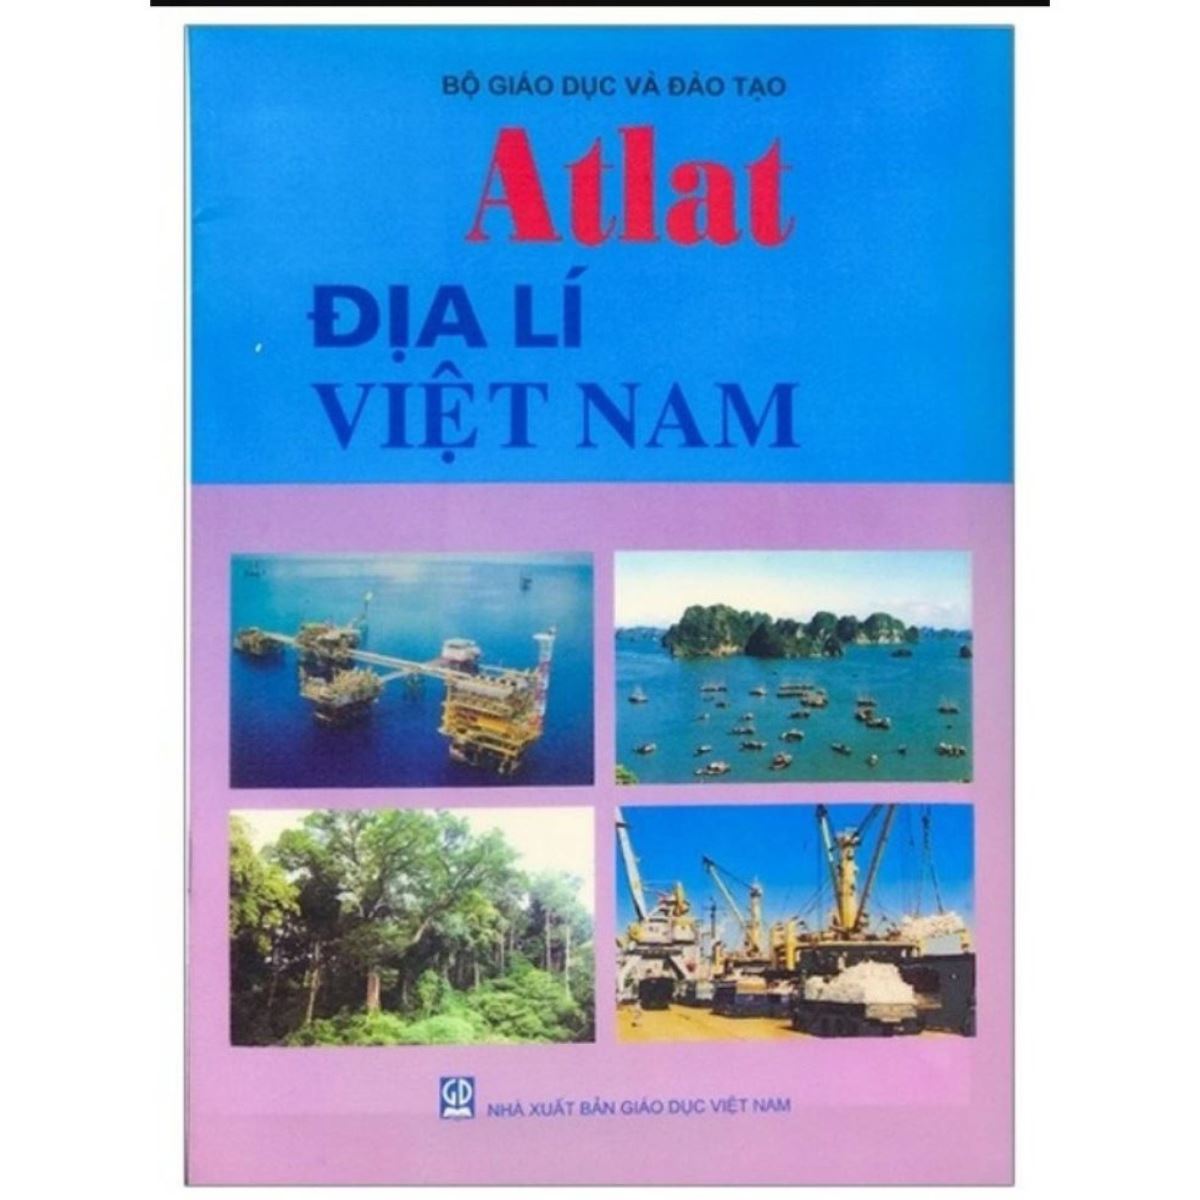 BỘ GIÁO DỤC VÀ ĐÀO TẠO
Atlat
ĐỊA LÍ
VIỆT NAM
GD
NHÀ XUẤT BẢN GIÁO DỤC VIỆT NAM